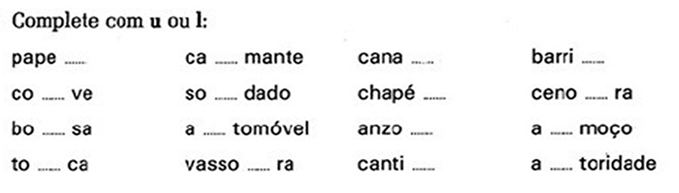 Complete com u ou l:
pape ...... ca ...... mante cana ...... barri ......
co ...... ve so ...... dado chapé ...... ceno ...... ra
bo ...... sa a ...... tomóvel anzo ...... a ...... moço
to ...... ca vasso ...... ra canti ...... a ...... toridade